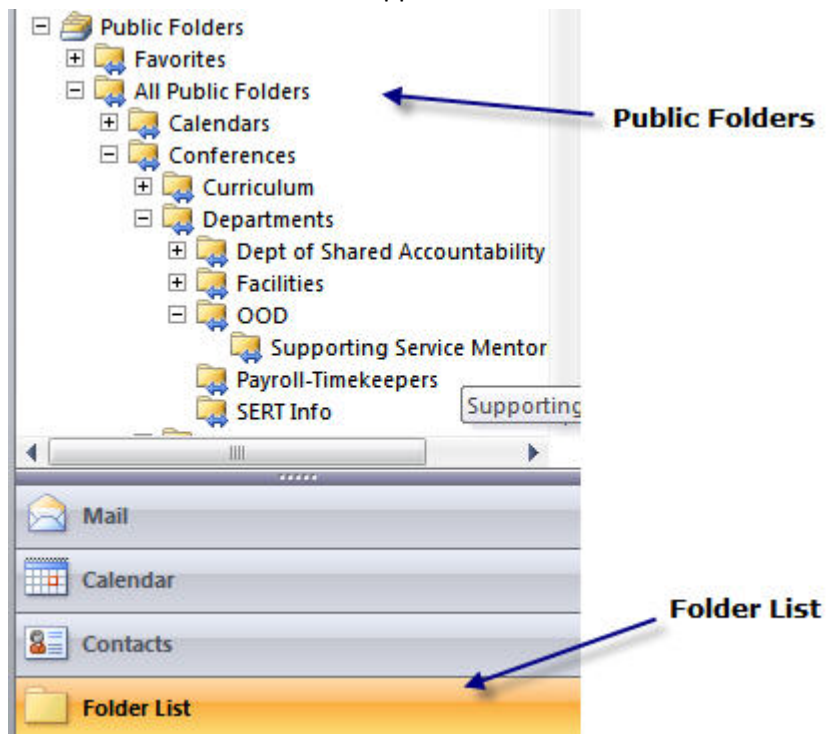 Public Folders
Favorites
All Public Folders
Public Folders
Calendars
Conferences
Curriculum
Departments
Dept of Shared Accountability
Facilities
OOD
Supporting Service Mentor
Payroll-Timekeepers
SERT Info
Supporting
Mail
Calendar
Folder List
Contacts
Folder List